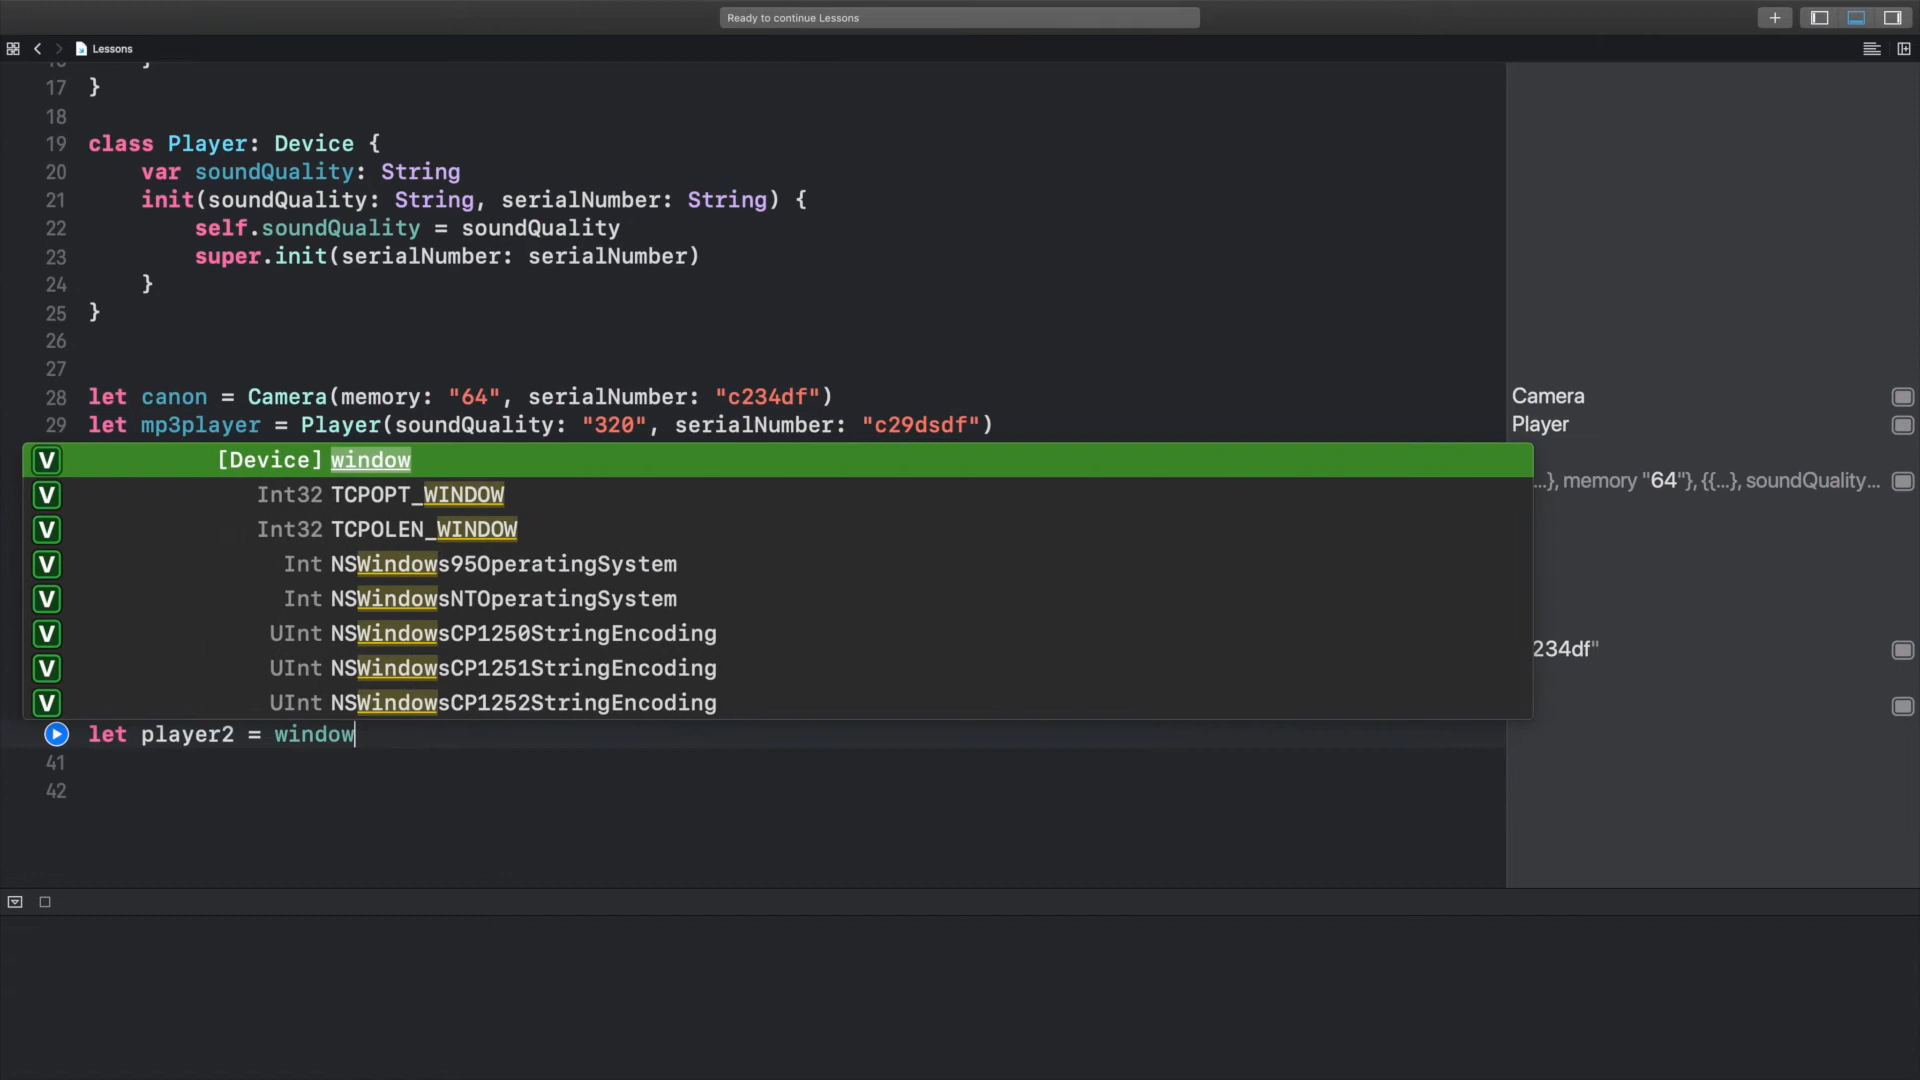 Ready to continue Lessons
Lessons
17 }
18
19 class Player: Device {
20 var soundQuality: String
21 init(soundQuality: String, serialNumber: String) {
22 self.soundQuality = soundQuality
23 super.init(serialNumber: serialNumber)
24 }
25 }
26
27
28 let canon = Camera(memory: "64", serialNumber: "c234df")
Camera
29 let mp3player = Player(soundQuality: "320", serialNumber: "c29dsdf")
Player
V [Device] window
...}, memory "64"}, {{...}, soundQuality...
V Int32 TCPOPT_WINDOW
V Int32 TCPOLEN_WINDOW
V Int NSWindows95OperatingSystem
V Int NSWindowsNTOperatingSystem
V UInt NSWindowsCP1250StringEncoding
234df"
V UInt NSWindowsCP1251StringEncoding
V UInt NSWindowsCP1252StringEncoding
let player2 = window
41
42